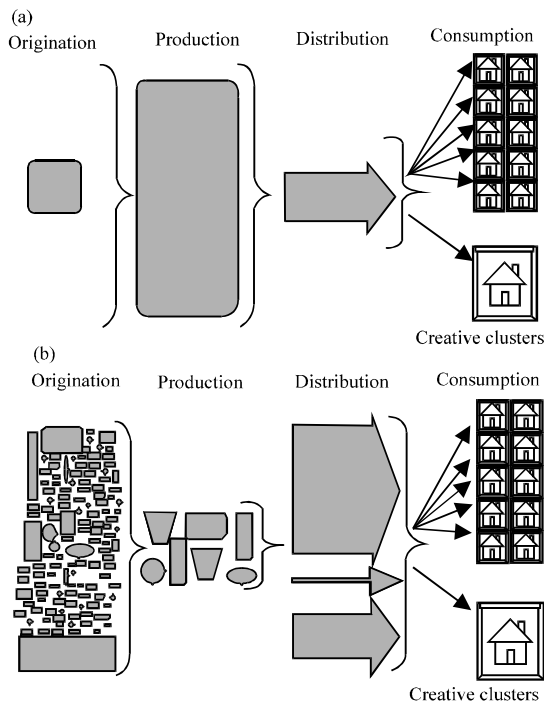 (a)
Origination Production Distribution Consumption
Creative clusters
(b)
Origination Production Distribution Consumption
Creative clusters